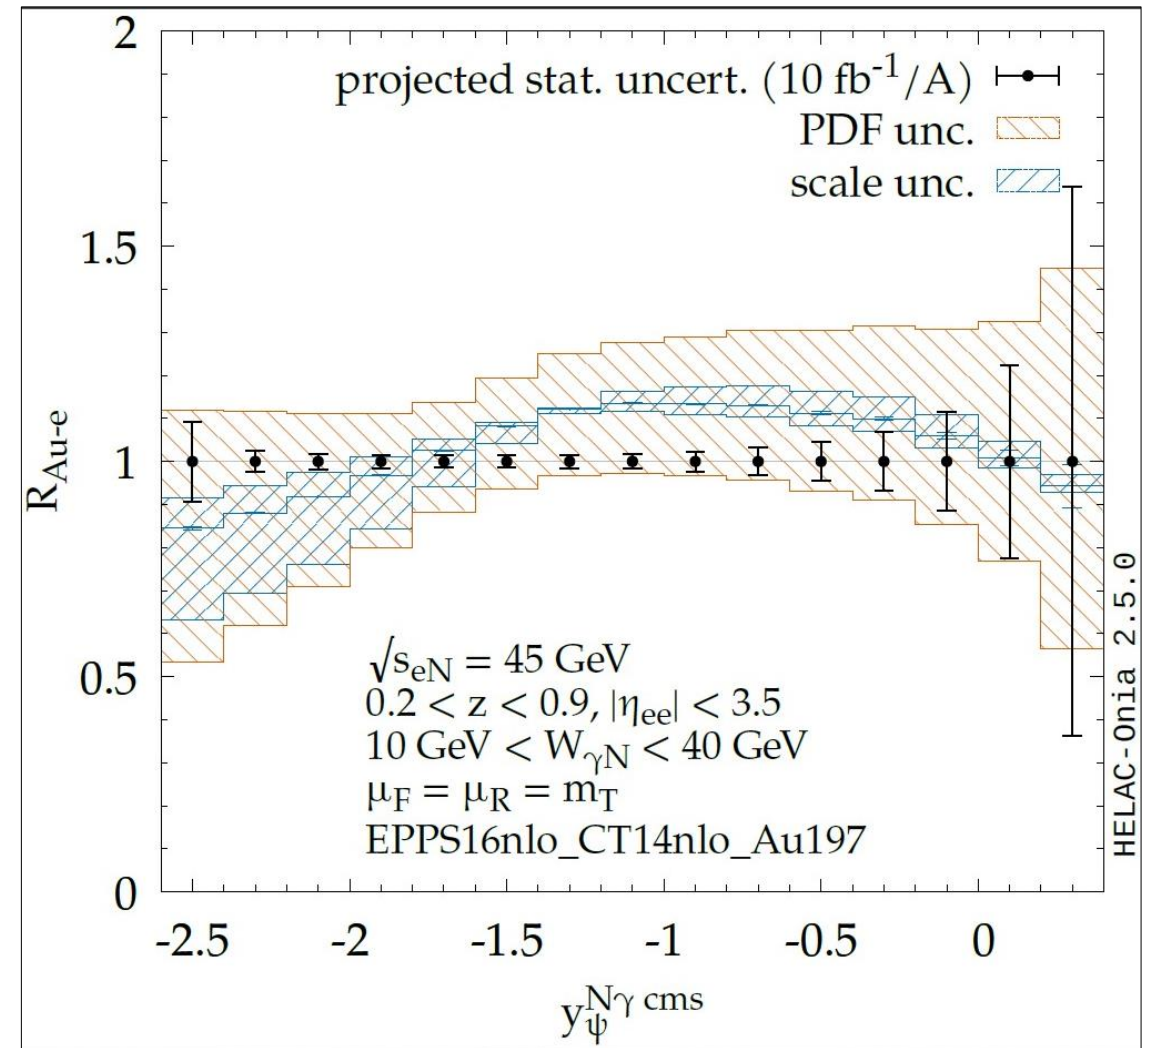 projected stat. uncert. (10 fb⁻¹/A)
PDF unc.
scale unc.
2
1.5
1
0.5
0
R_Au-e
√s_eN = 45 GeV
0.2 < z < 0.9, |η_ee| < 3.5
10 GeV < W_γN < 40 GeV
μ_F = μ_R = m_T
EPPS16nlo_CT14nlo_Au197
-2.5 -2 -1.5 -1 -0.5 0
y_ψ^Nγ cms
HELAC-Onia 2.5.0